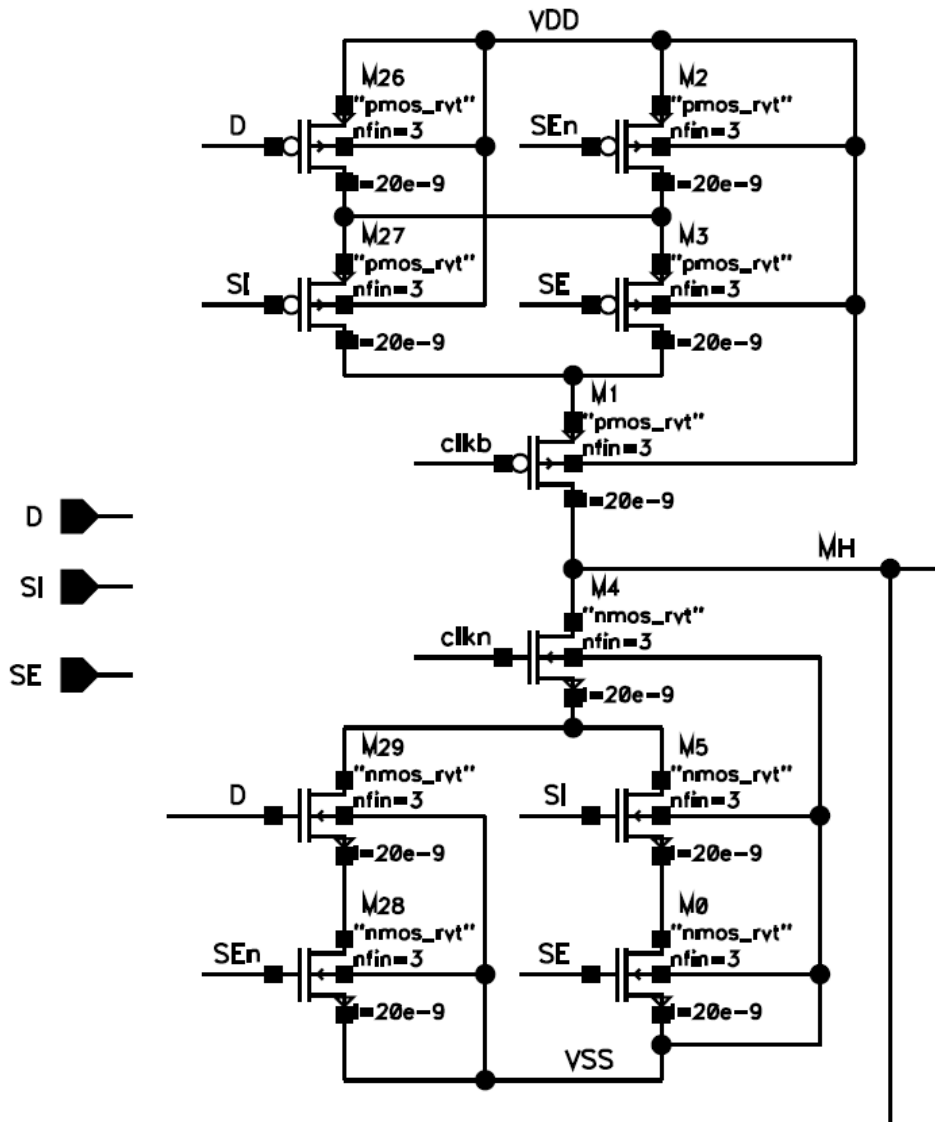 VDD
M26
"pmos_rvt"
D
nfin=3
l=20e-9
M2
"pmos_rvt"
SEn
nfin=3
l=20e-9
M27
"pmos_rvt"
SI
nfin=3
l=20e-9
M3
"pmos_rvt"
SE
nfin=3
l=20e-9
M1
"pmos_rvt"
clkb
nfin=3
l=20e-9
D
SI
SE
MH
M4
"nmos_rvt"
clkn
nfin=3
l=20e-9
M29
"nmos_rvt"
D
nfin=3
l=20e-9
M5
"nmos_rvt"
SI
nfin=3
l=20e-9
M28
"nmos_rvt"
SEn
nfin=3
l=20e-9
M0
"nmos_rvt"
SE
nfin=3
l=20e-9
VSS